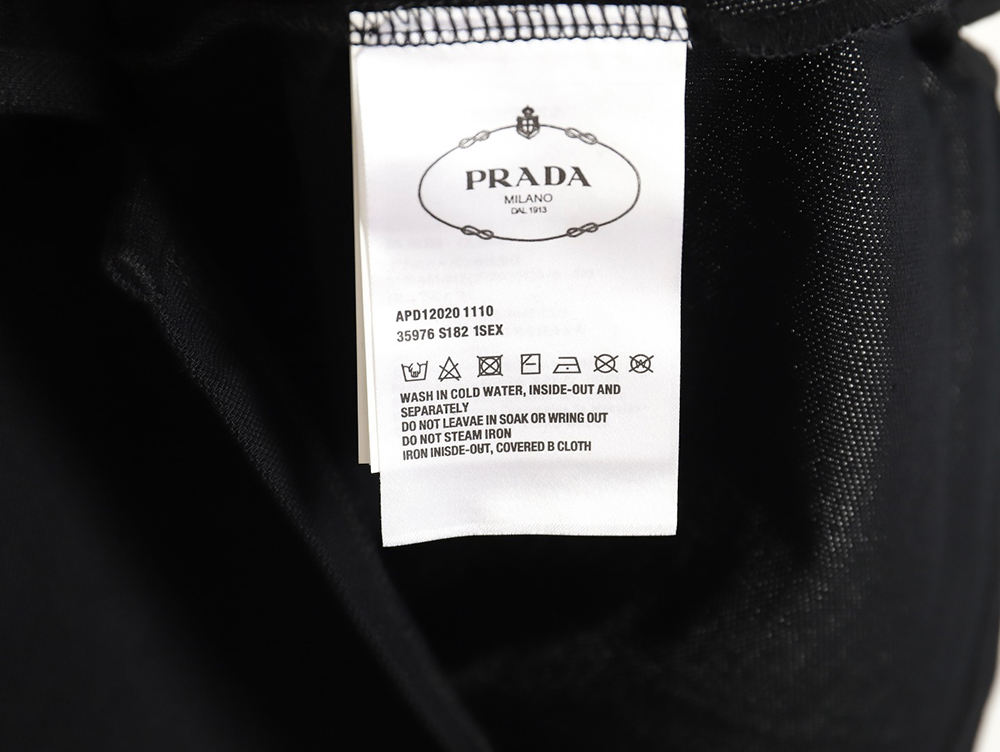 PRADA
MILANO
DAL 1913
APD12020 1110
35976 S182 1SEX
WASH IN COLD WATER, INSIDE-OUT AND
SEPARATELY
DO NOT LEAVAE IN SOAK OR WRING OUT
DO NOT STEAM IRON
IRON INISDE-OUT, COVERED B CLOTH